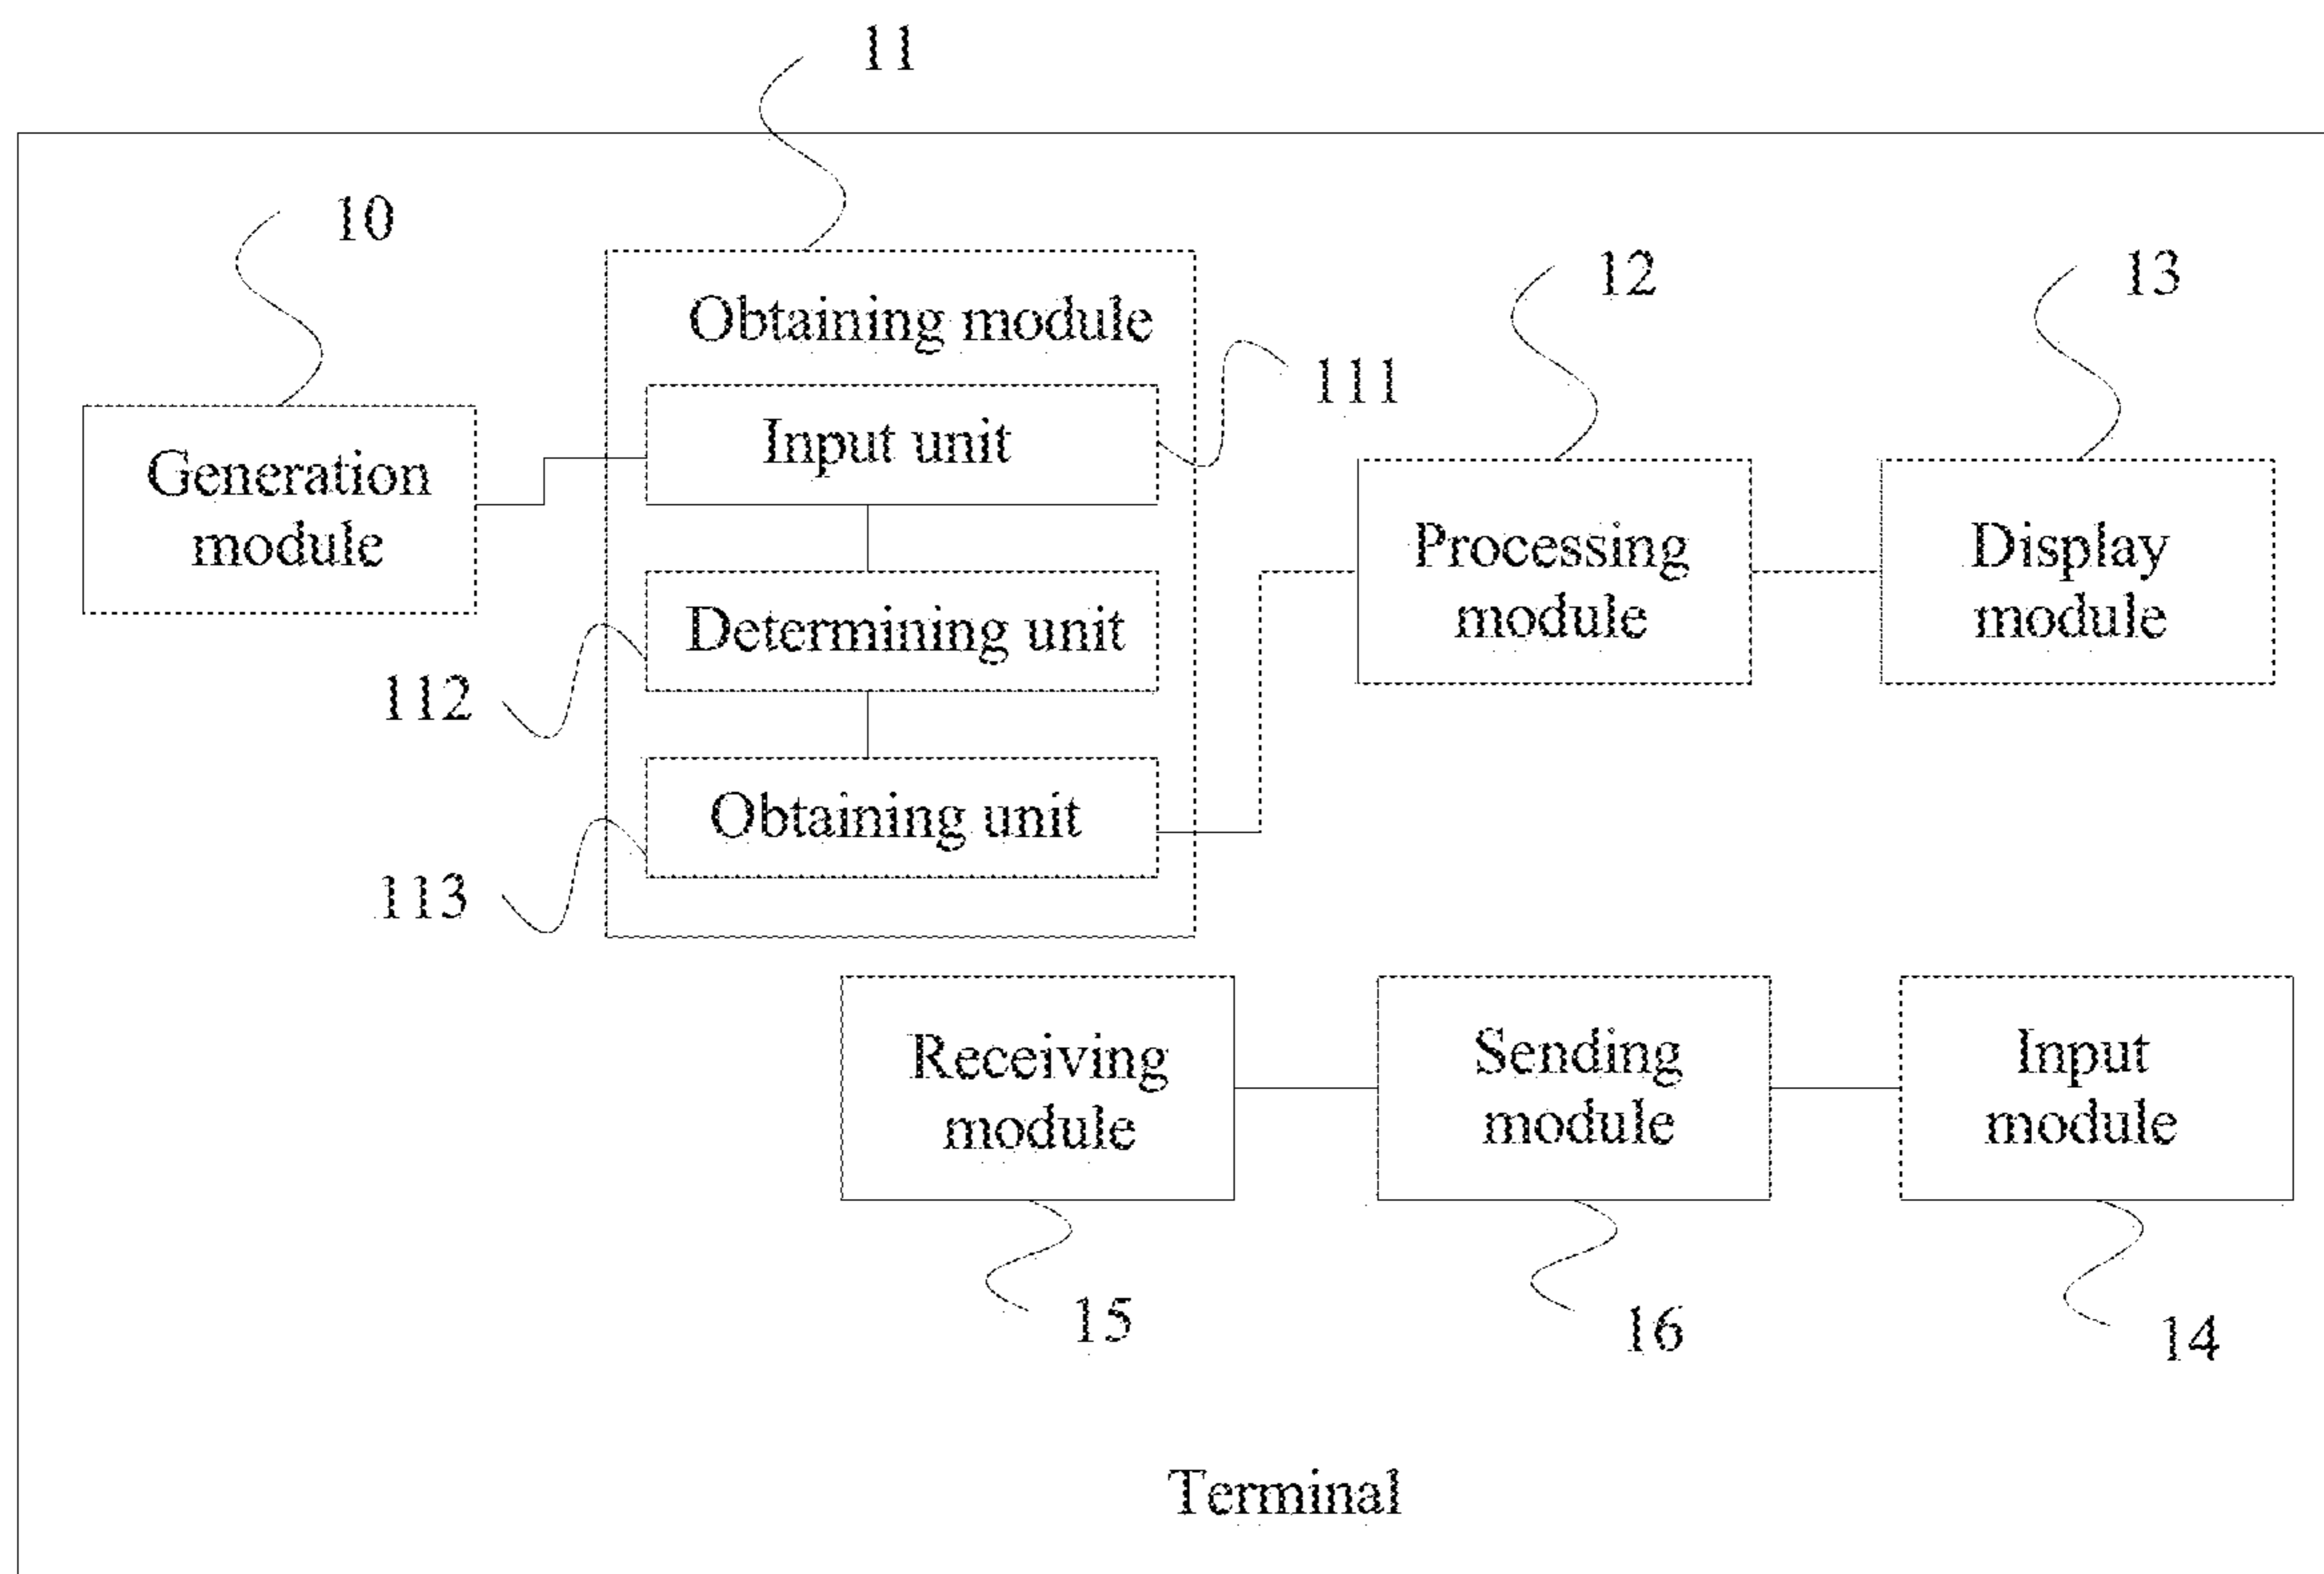 11
10
12
13
Obtaining module
111
Input unit
Generation
module
Processing
module
Display
module
Determining unit
112
Obtaining unit
113
Receiving
module
Sending
module
Input
module
15
16
14
Terminal